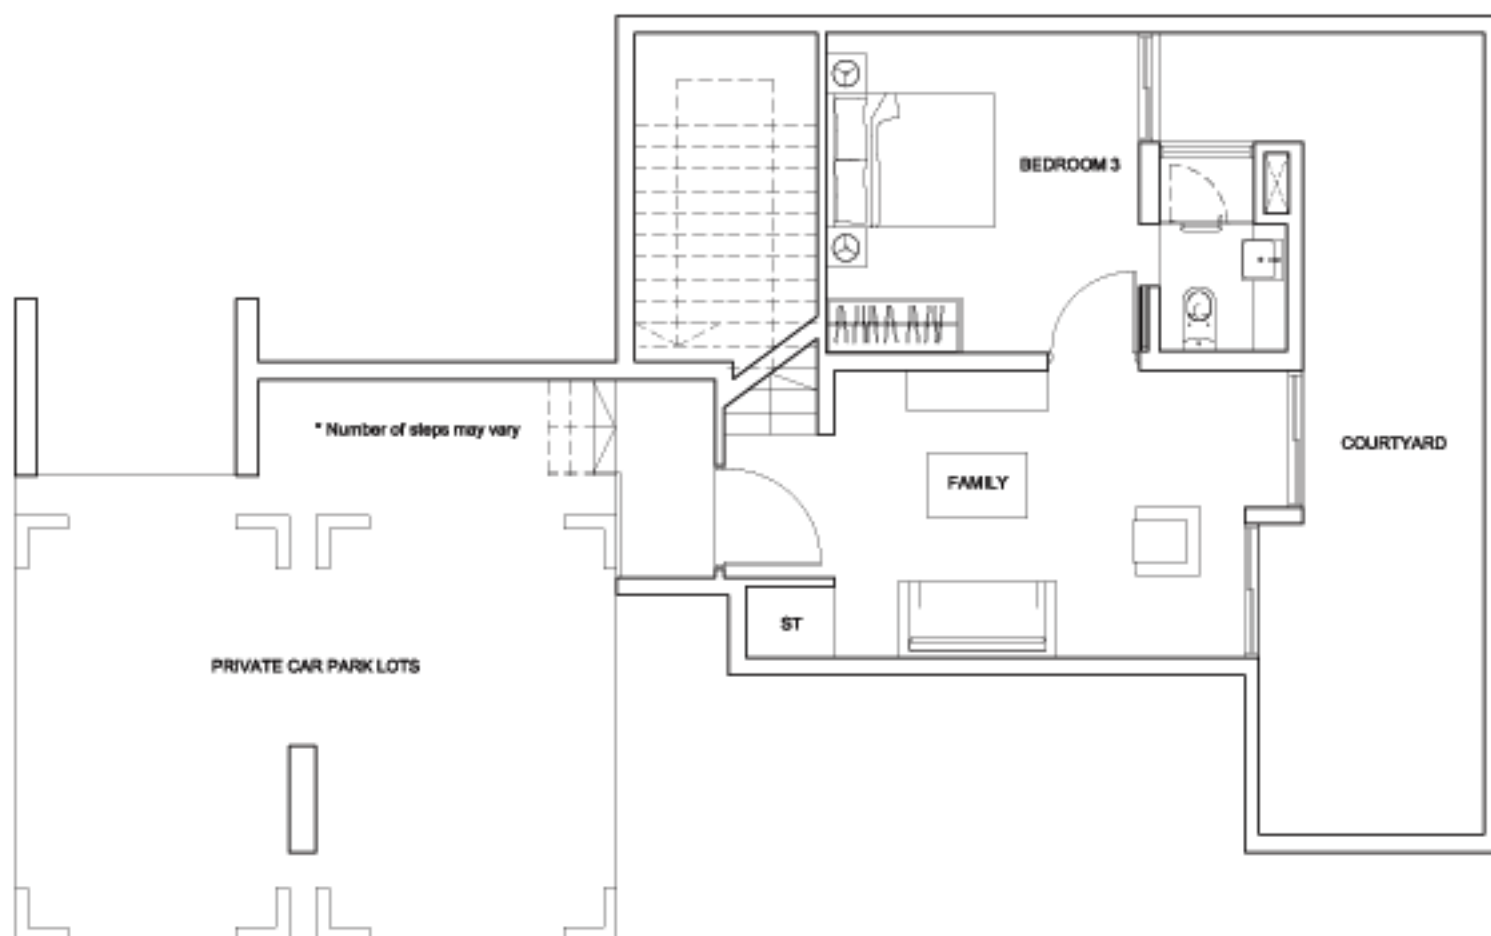 BEDROOM 3
* Number of steps may vary
COURTYARD
FAMILY
ST
PRIVATE CAR PARK LOTS